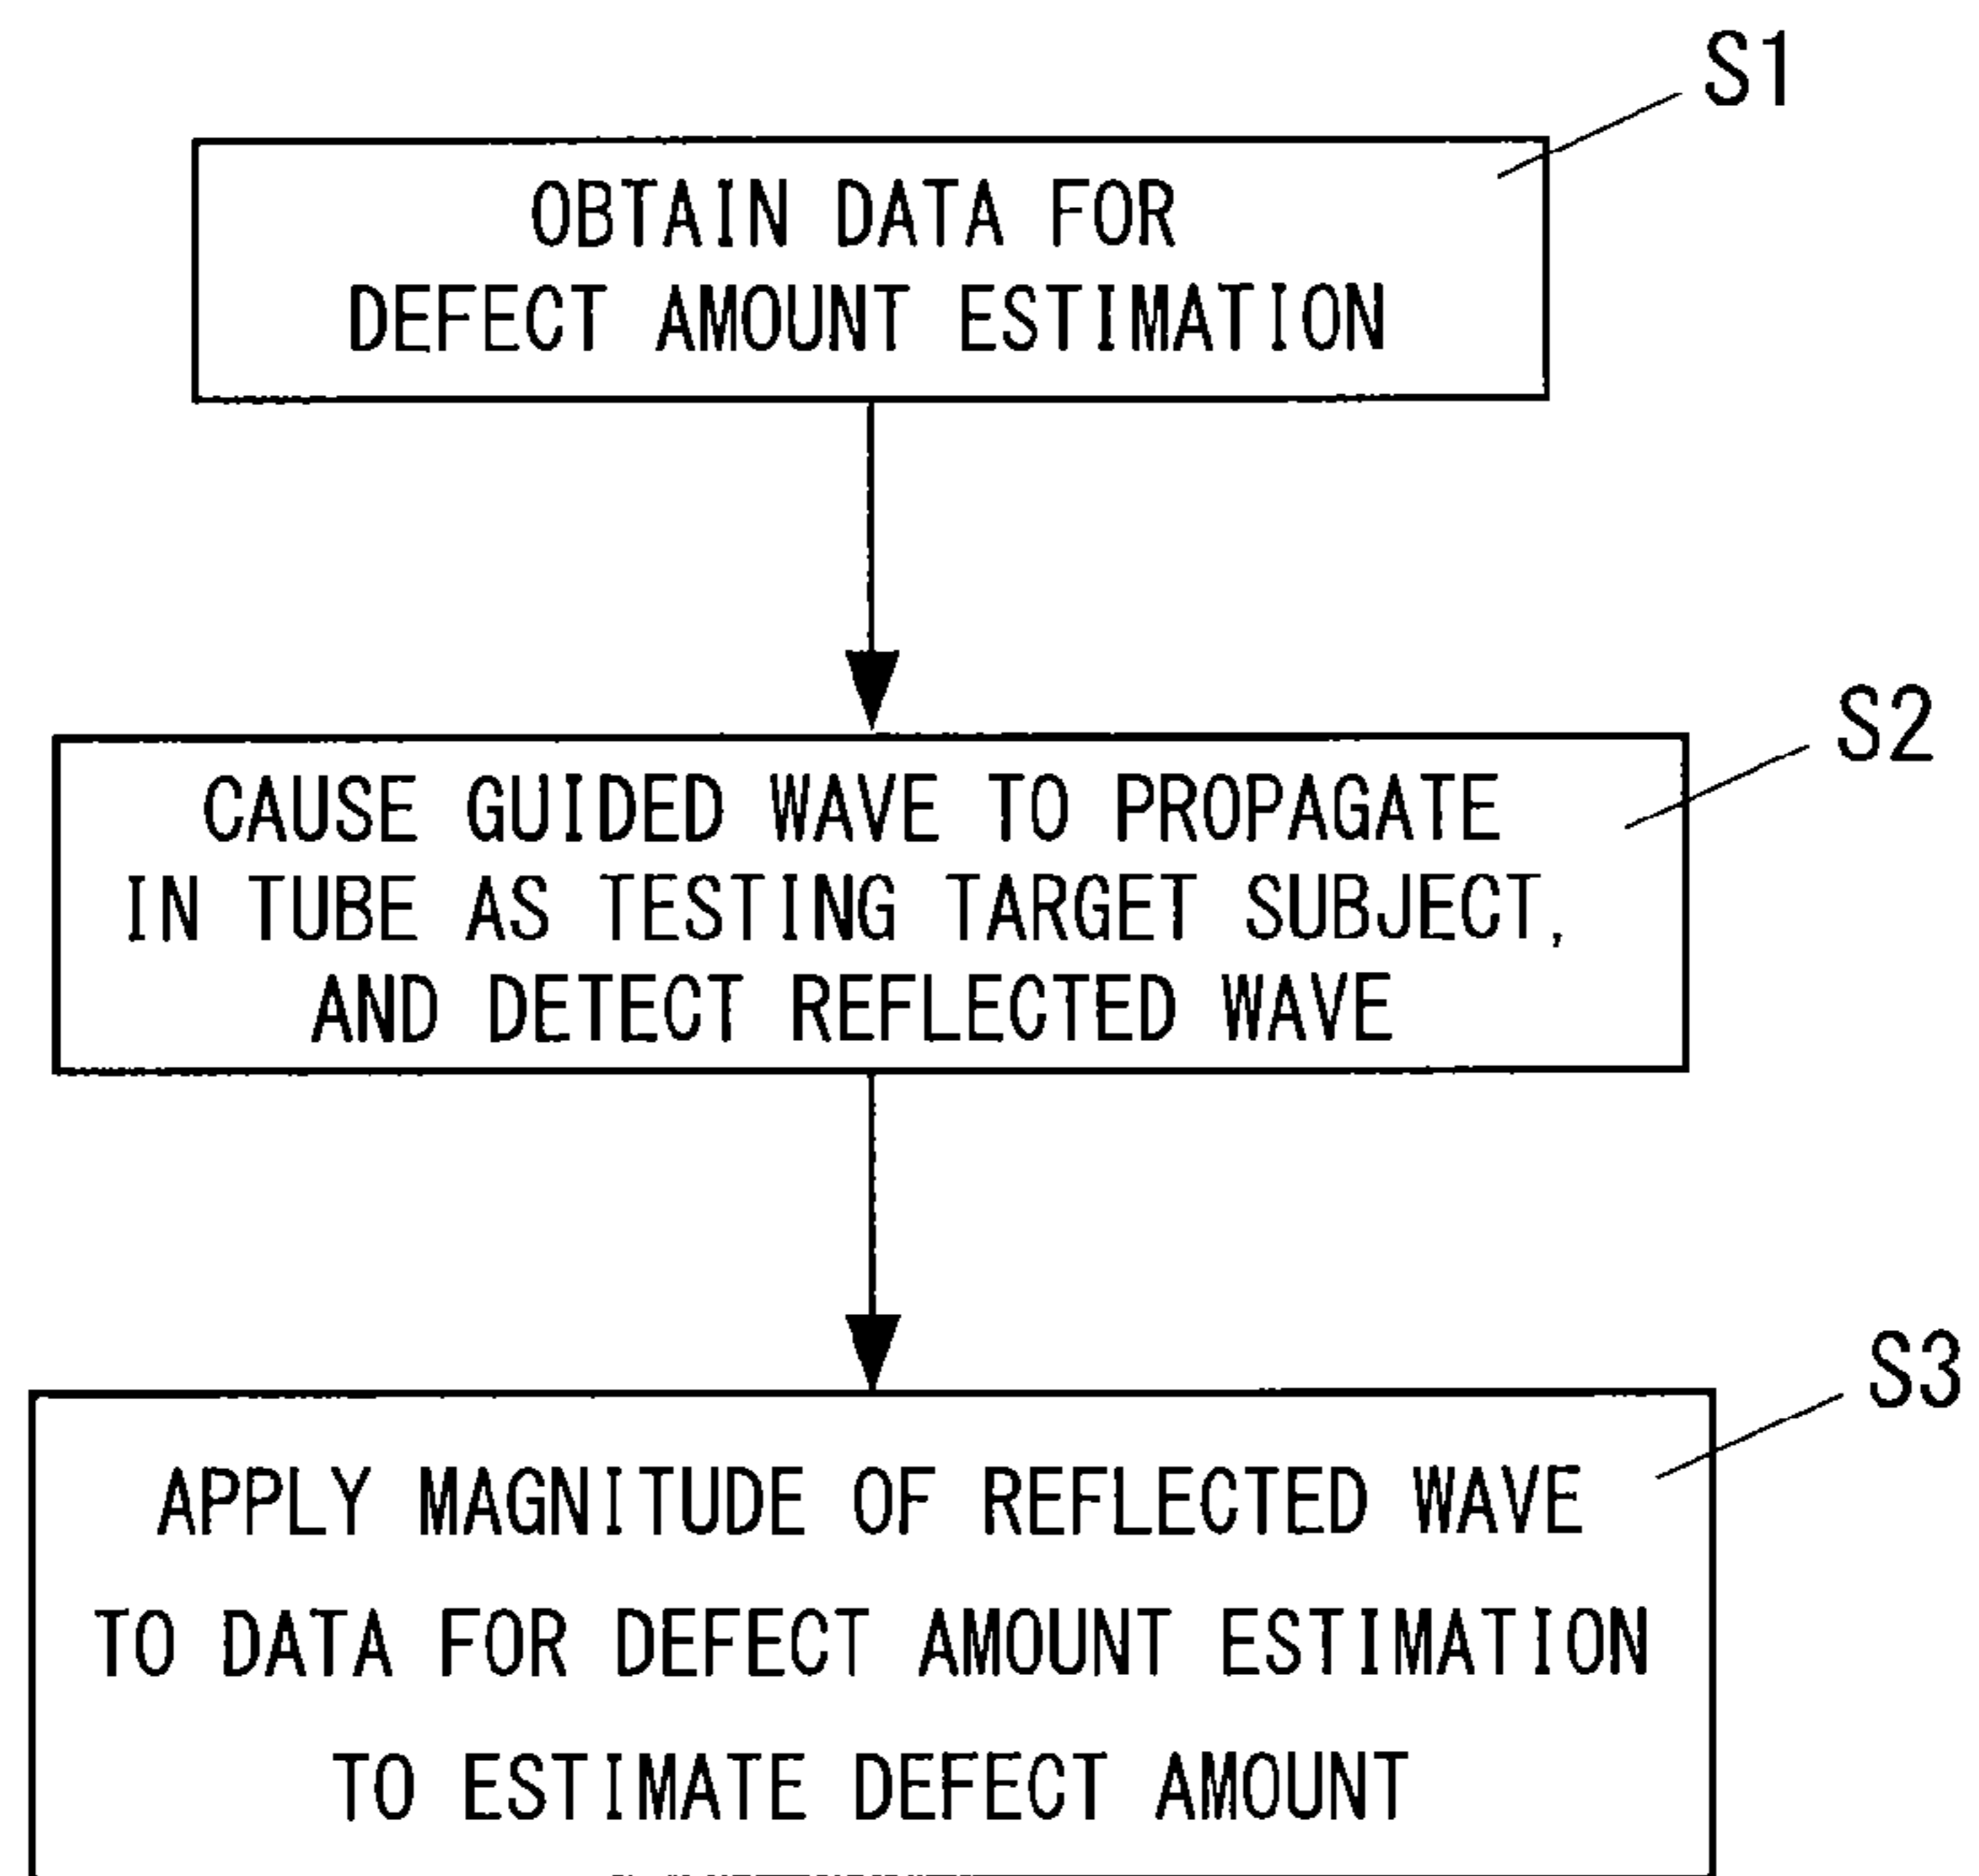 S1
OBTAIN DATA FOR
DEFECT AMOUNT ESTIMATION
S2
CAUSE GUIDED WAVE TO PROPAGATE
IN TUBE AS TESTING TARGET SUBJECT,
AND DETECT REFLECTED WAVE
S3
APPLY MAGNITUDE OF REFLECTED WAVE
TO DATA FOR DEFECT AMOUNT ESTIMATION
TO ESTIMATE DEFECT AMOUNT